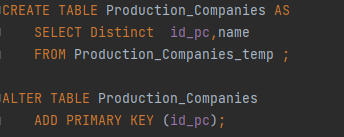 CREATE TABLE Production_Companies AS
SELECT Distinct id_pc,name
FROM Production_Companies_temp ;
ALTER TABLE Production_Companies
ADD PRIMARY KEY (id_pc);